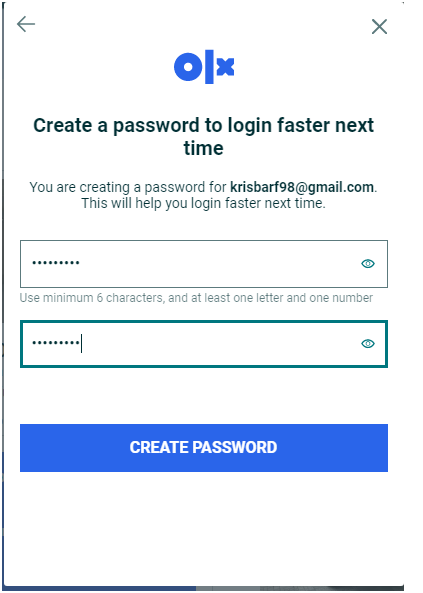 olx
Create a password to login faster next
time
You are creating a password for krisbarf98@gmail.com.
This will help you login faster next time.
•••••••••
Use minimum 6 characters, and at least one letter and one number
•••••••••
CREATE PASSWORD